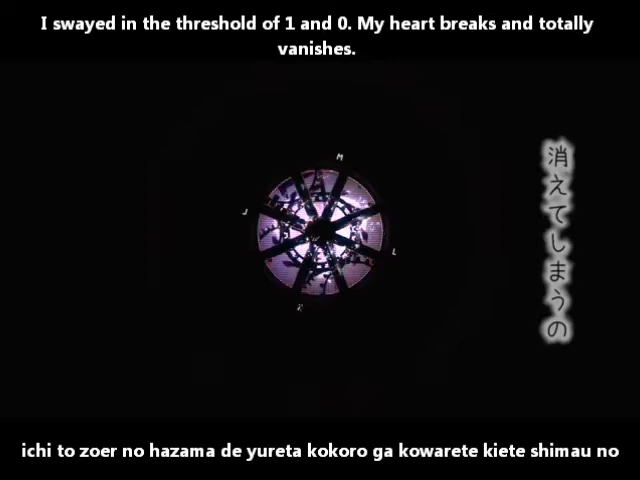 I swayed in the threshold of 1 and 0. My heart breaks and totally
vanishes.
M
J
L
消えてしまうの
ichi to zoer no hazama de yureta kokoro ga kowarete kiete shimau no